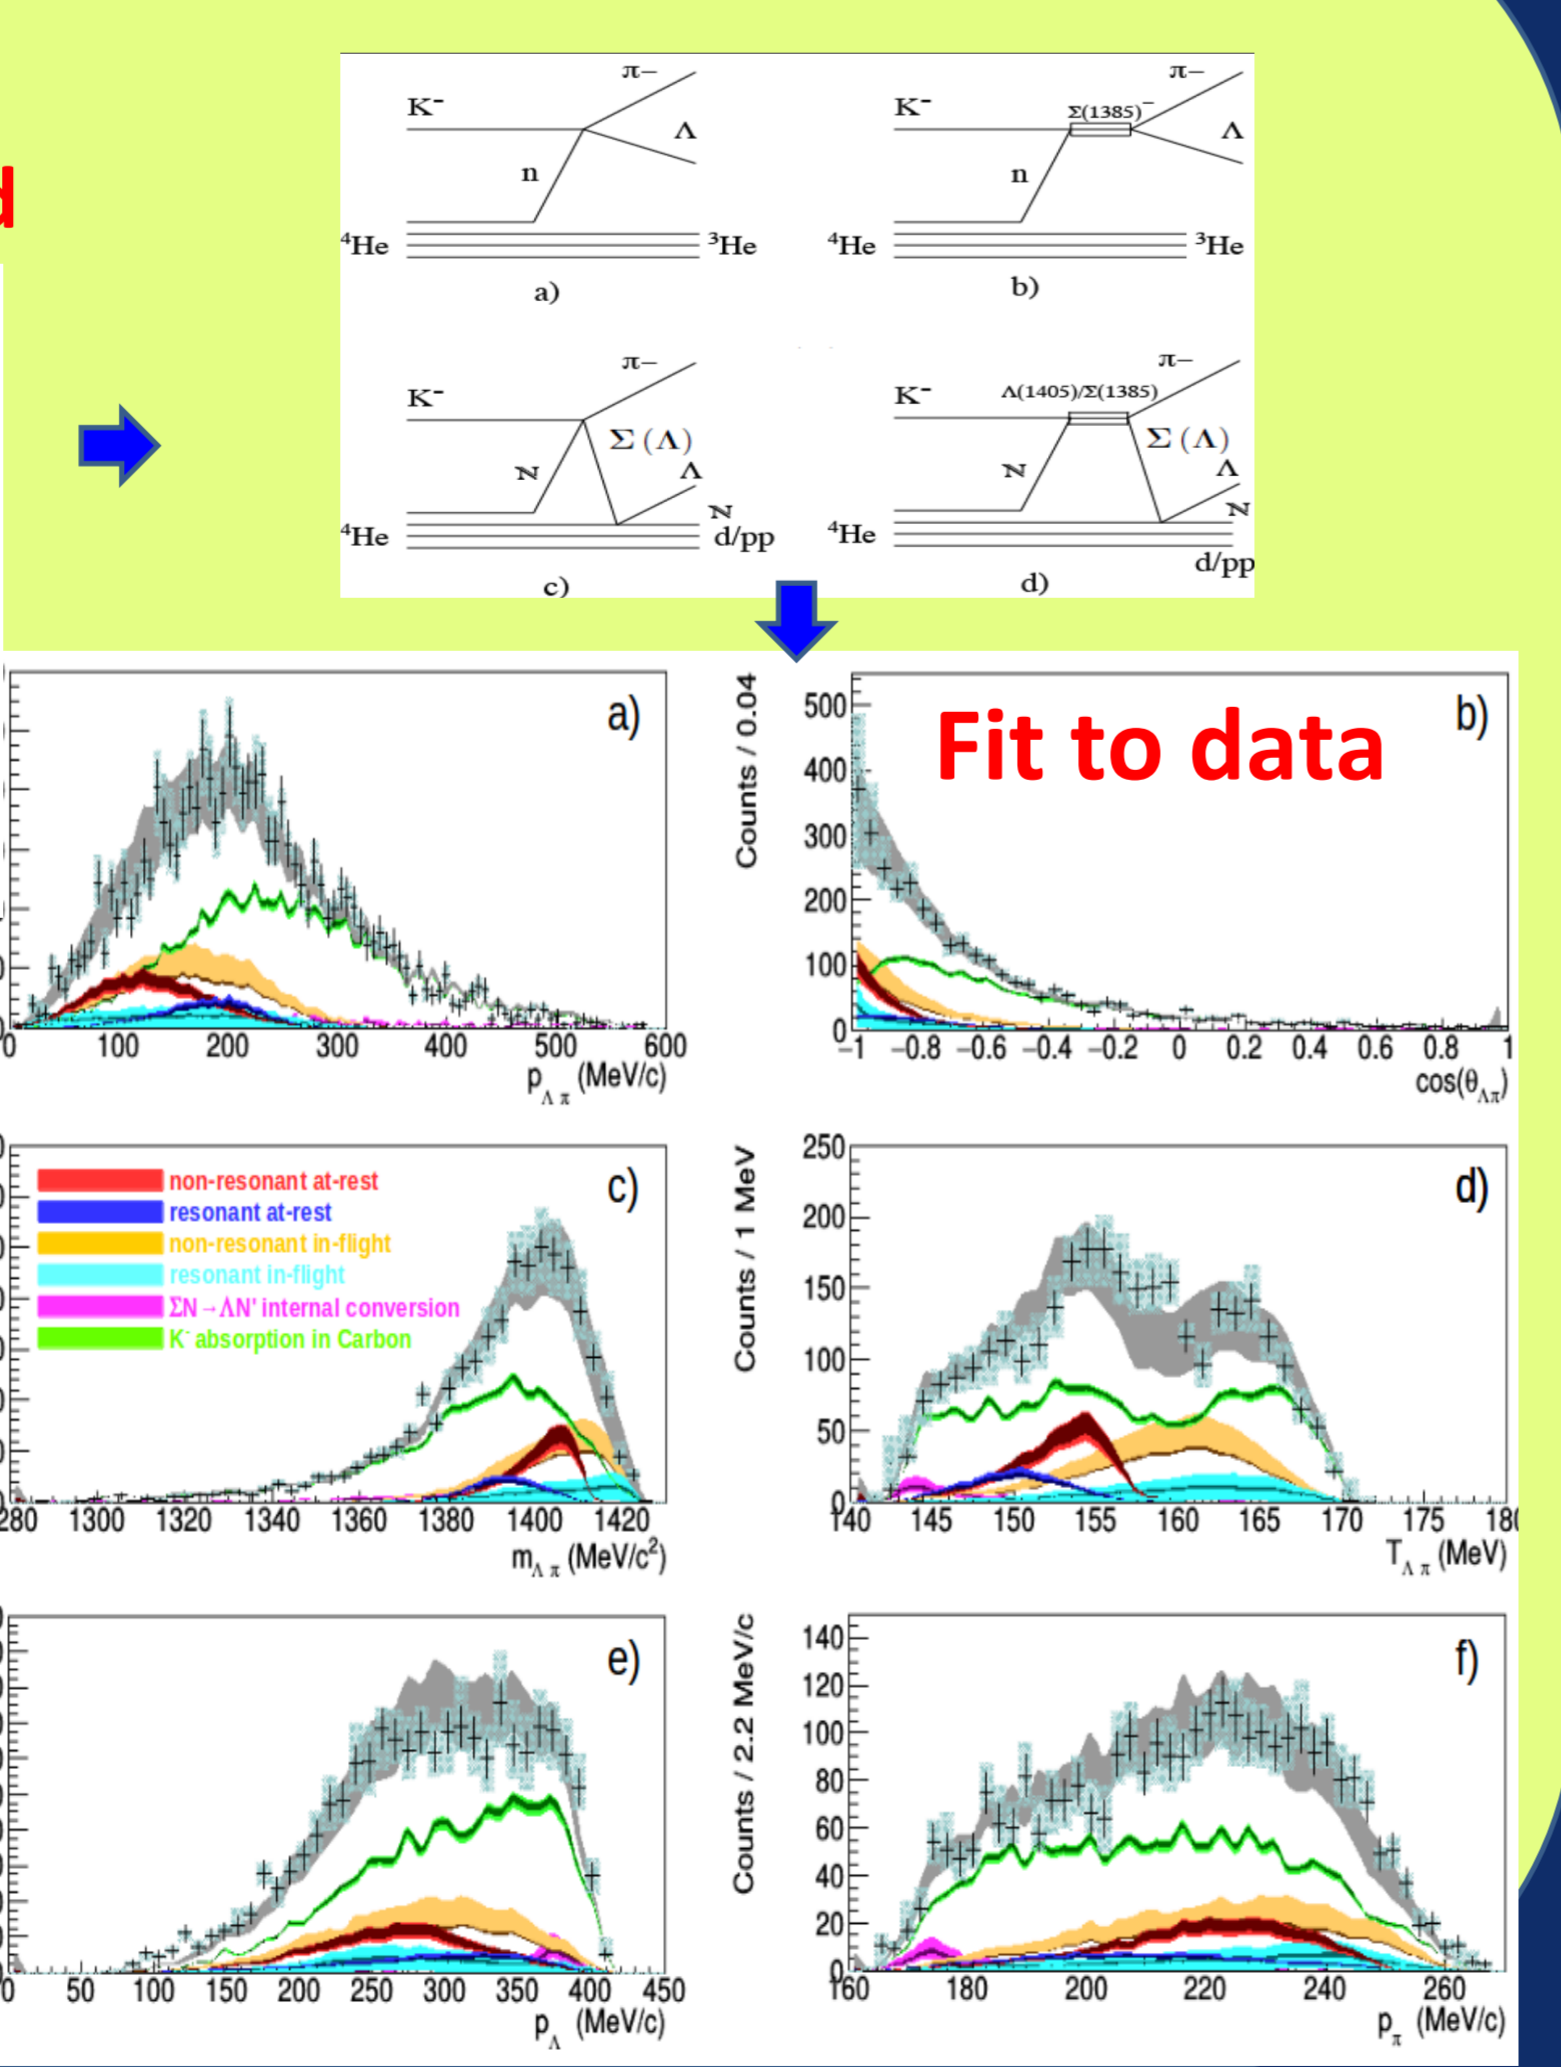 d
π− π−
K⁻ K⁻ Σ(1385)⁻
Λ Λ
n n
⁴He ³He ⁴He ³He
a) b)
π− π−
K⁻ K⁻ Λ(1405)/Σ(1385)
Σ (Λ) Σ (Λ)
N Λ N Λ
N N
⁴He d/pp ⁴He d/pp
c) d)
a)
0 100 200 300 400 500 600
p_Λπ (MeV/c)
Fit to data
b)
Counts / 0.04
500
400
300
200
100
0
−1 −0.8 −0.6 −0.4 −0.2 0 0.2 0.4 0.6 0.8 1
cos(θ_Λπ)
c)
non-resonant at-rest
resonant at-rest
non-resonant in-flight
resonant in-flight
ΣN→ΛN' internal conversion
K⁻ absorption in Carbon
280 1300 1320 1340 1360 1380 1400 1420
m_Λπ (MeV/c²)
d)
Counts / 1 MeV
250
200
150
100
50
0
140 145 150 155 160 165 170 175 180
T_Λπ (MeV)
e)
0 50 100 150 200 250 300 350 400 450
p_Λ (MeV/c)
f)
Counts / 2.2 MeV/c
140
120
100
80
60
40
20
0
160 180 200 220 240 260
p_π (MeV/c)